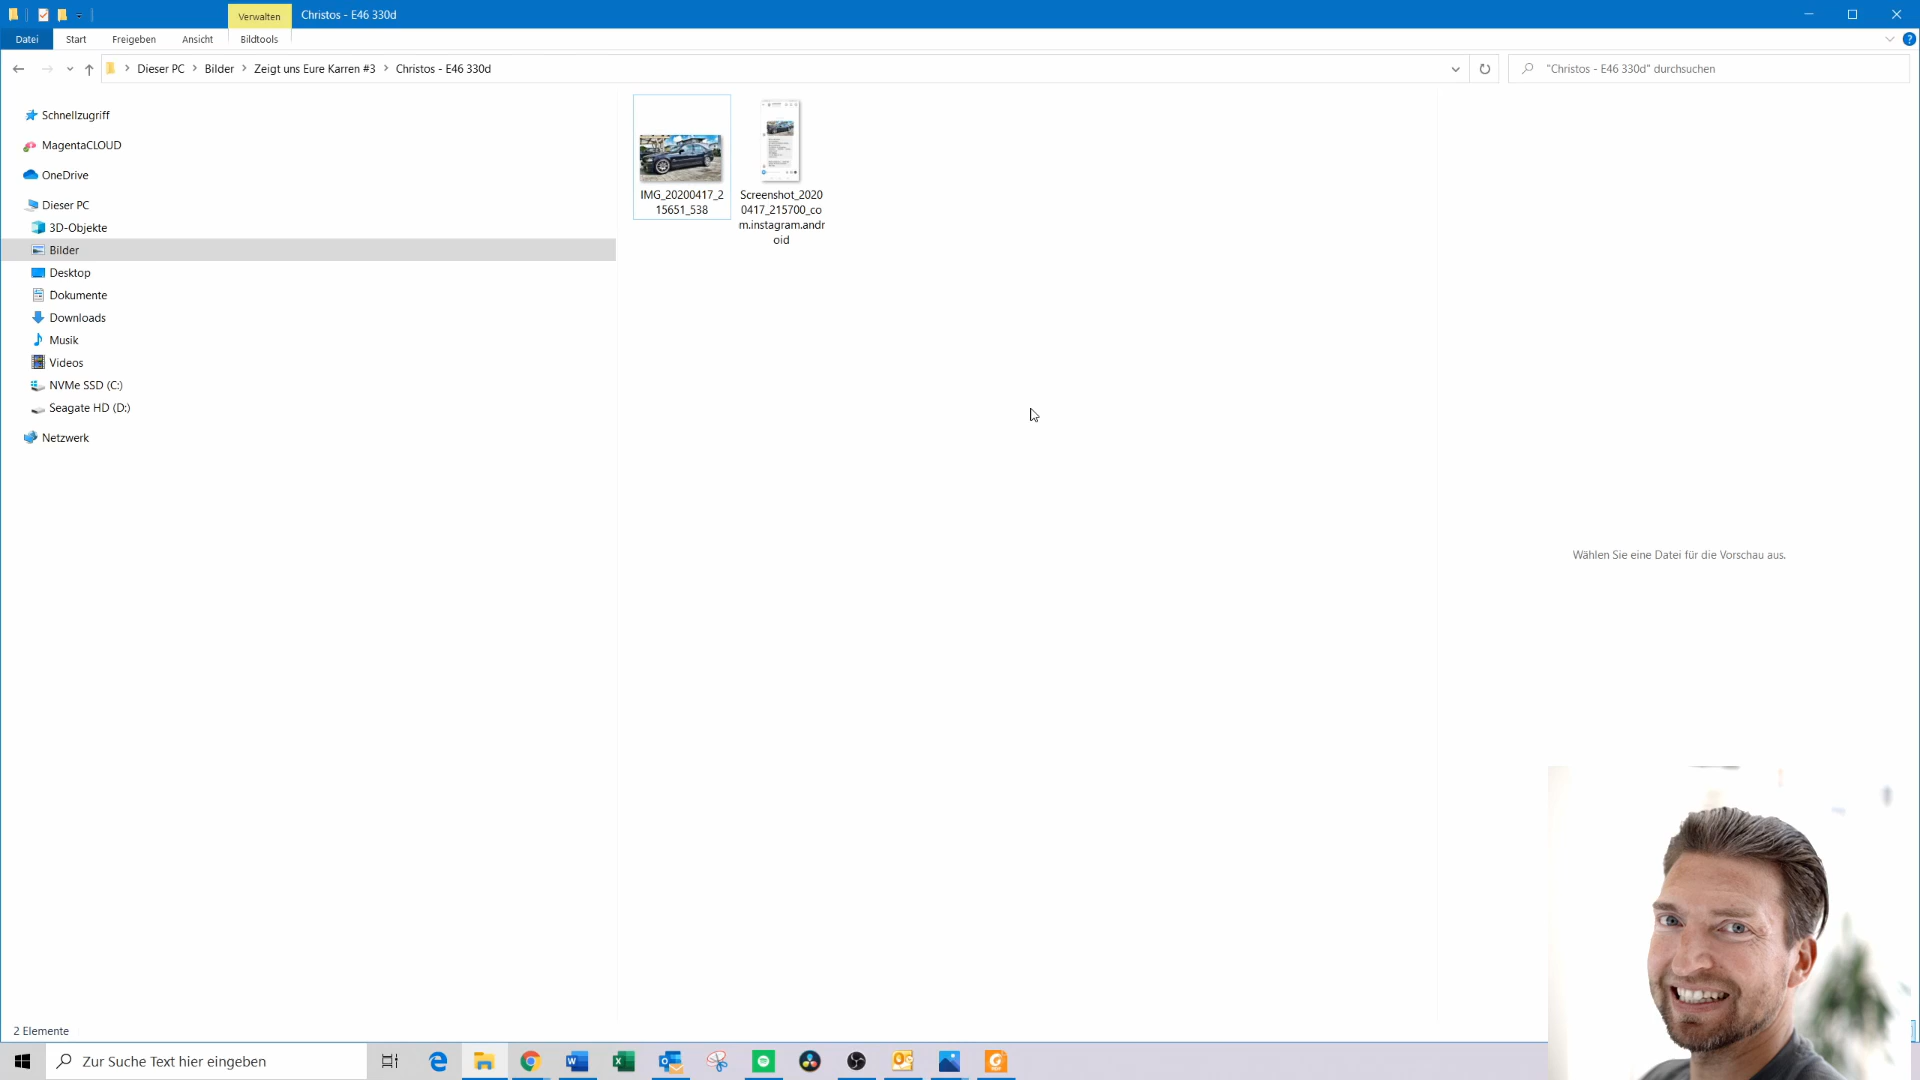 Verwalten
Christos - E46 330d
Datei
Start
Freigeben
Ansicht
Bildtools
Dieser PC > Bilder > Zeigt uns Eure Karren #3 > Christos - E46 330d
"Christos - E46 330d" durchsuchen
Schnellzugriff
MagentaCLOUD
OneDrive
Dieser PC
3D-Objekte
Bilder
Desktop
Dokumente
Downloads
Musik
Videos
NVMe SSD (C:)
Seagate HD (D:)
Netzwerk
IMG_20200417_2
15651_538
Screenshot_2020
0417_215700_co
m.instagram.andr
oid
Wählen Sie eine Datei für die Vorschau aus.
2 Elemente
Zur Suche Text hier eingeben